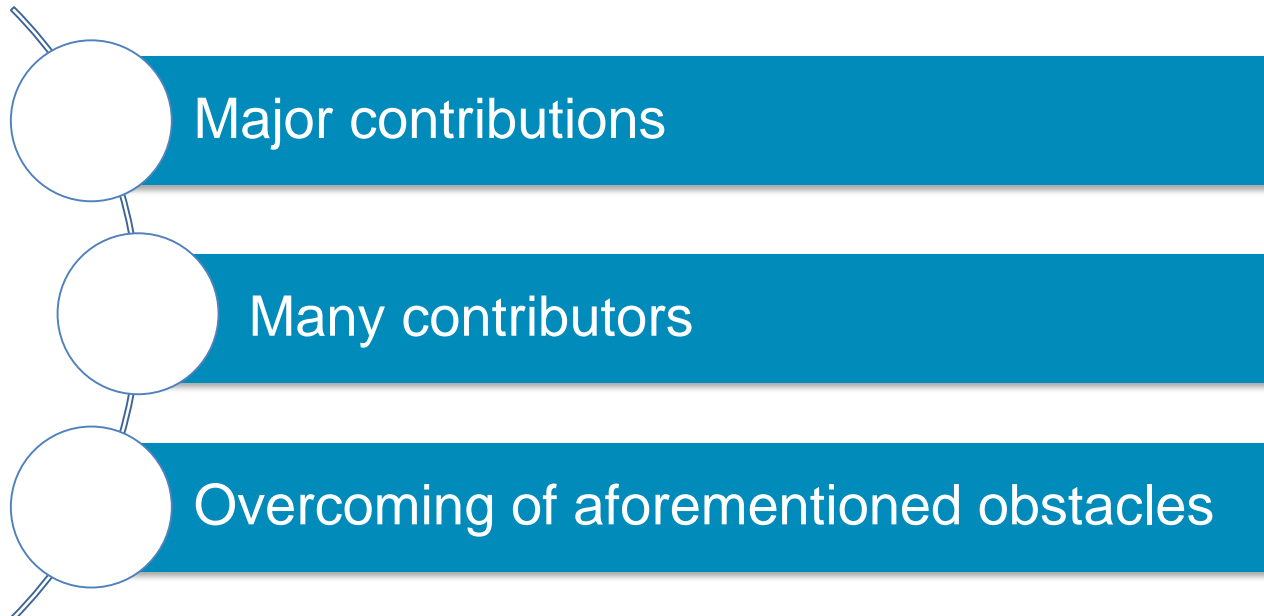 Major contributions
Many contributors
Overcoming of aforementioned obstacles